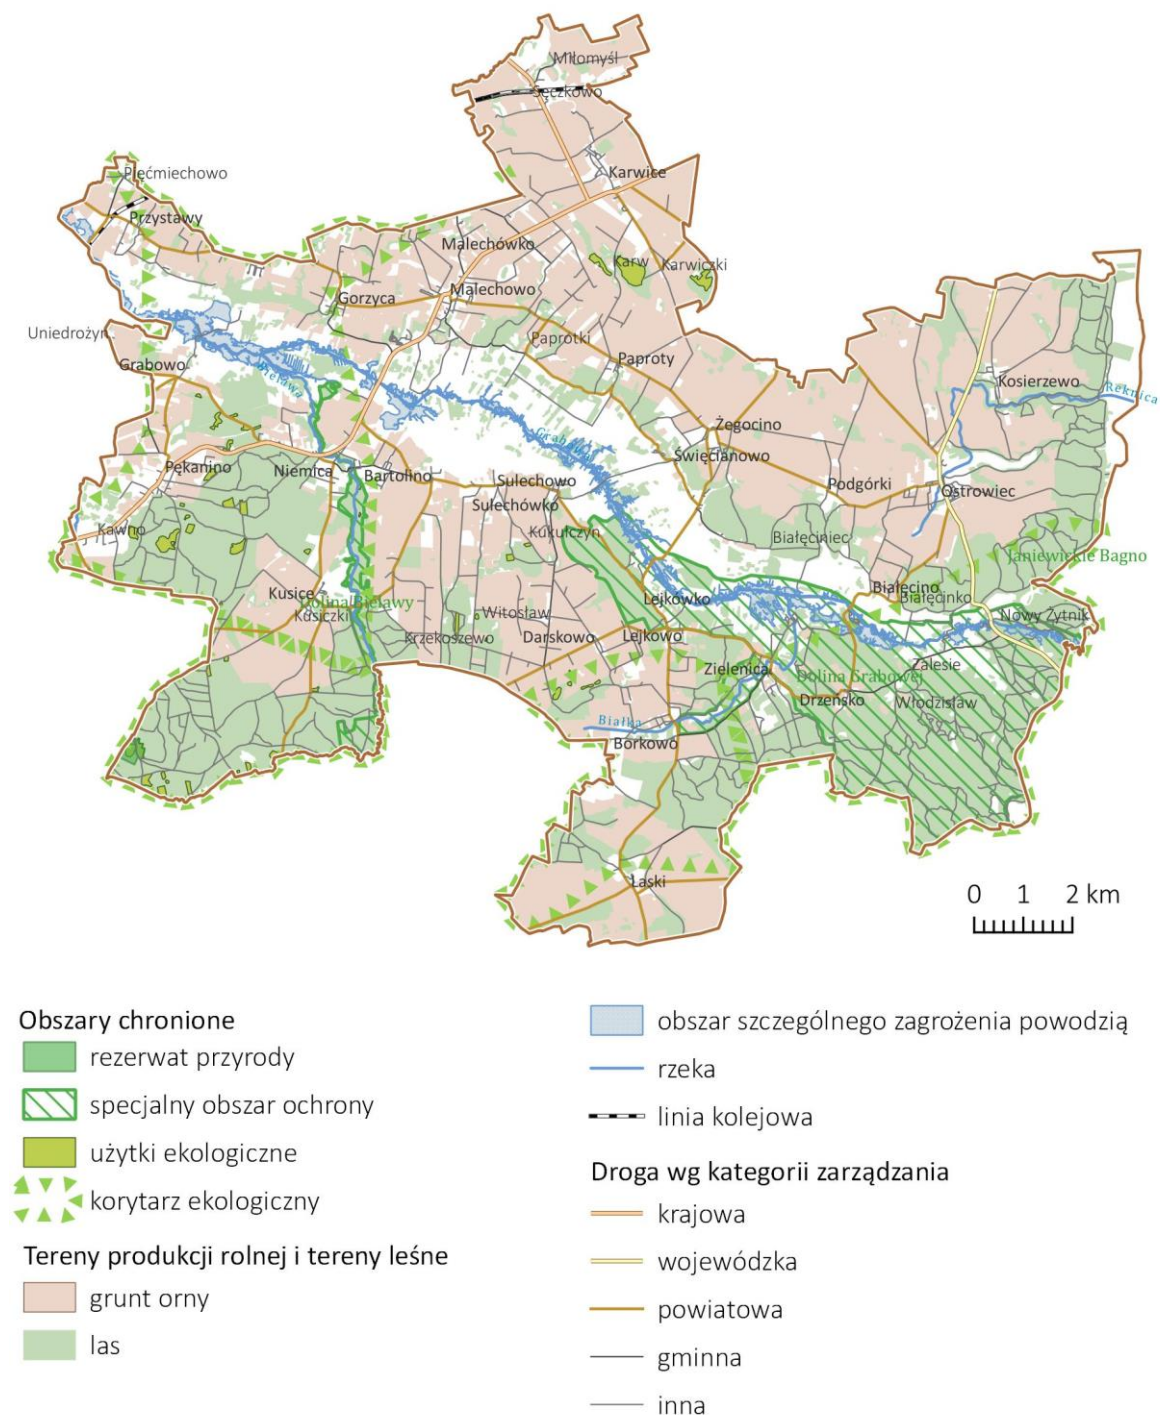 Miłomyśl
Sęczkowo
Karwice
Pięćmiechowo
Przystawy
Malechówko
Karw
Karwiczki
Malechowo
Gorzyca
Uniedrożyn..
Paprotki
Grabowo
Paproty
Bielawa
Kosierzewo
Reknica
Żegocino
Święcianowo
Pękanino
Niemica
Bartolino
Sulechowo
Podgórki
Ostrowiec
Sulechówko
Kawno
Kukułczyn
Białęciniec
Janiewickie Bagno
Białęcino
Kusice
Dolina Bielawy
Lejkówko
Białęcinko
Kusiczki
Witosław
Nowy Żytnik
Krzekoszewo
Darskowo
Lejkowo
Zielenica
Zalesie
Dolina Grabowej
Drzeńsko
Włodzisław
Białka
Borkowo
Laski
0 1 2 km
Obszary chronione
rezerwat przyrody
specjalny obszar ochrony
użytki ekologiczne
korytarz ekologiczny
Tereny produkcji rolnej i tereny leśne
grunt orny
las
obszar szczególnego zagrożenia powodzią
rzeka
linia kolejowa
Droga wg kategorii zarządzania
krajowa
wojewódzka
powiatowa
gminna
inna